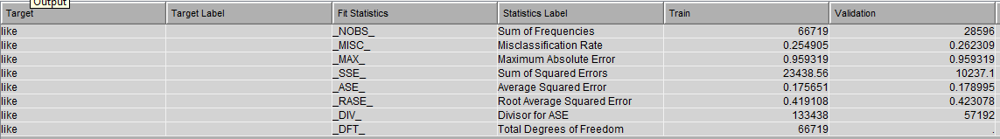 Output
Target Target Label Fit Statistics Statistics Label Train Validation
like _NOBS_ Sum of Frequencies 66719 28596
like _MISC_ Misclassification Rate 0.254905 0.262309
like _MAX_ Maximum Absolute Error 0.959319 0.959319
like _SSE_ Sum of Squared Errors 23438.56 10237.1
like _ASE_ Average Squared Error 0.175651 0.178995
like _RASE_ Root Average Squared Error 0.419108 0.423078
like _DIV_ Divisor for ASE 133438 57192
like _DFT_ Total Degrees of Freedom 66719 .